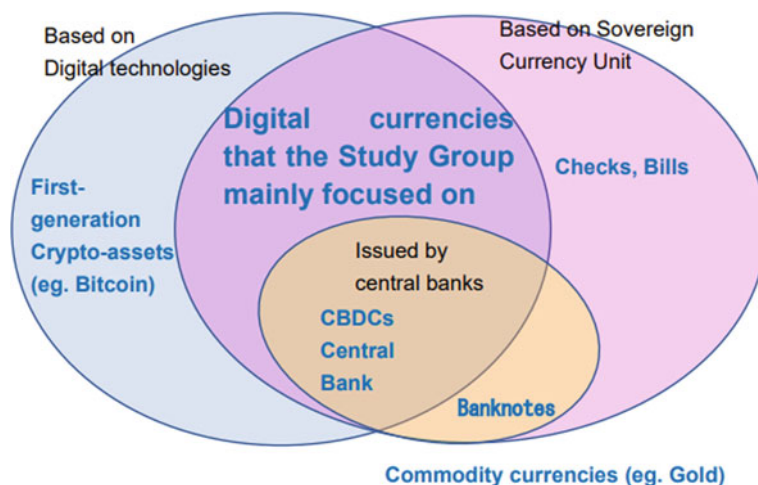 Based on
Digital technologies
Based on Sovereign
Currency Unit
Digital currencies
that the Study Group
mainly focused on
Checks, Bills
First-
generation
Crypto-assets
(eg. Bitcoin)
Issued by
central banks
CBDCs
Central
Bank
Banknotes
Commodity currencies (eg. Gold)